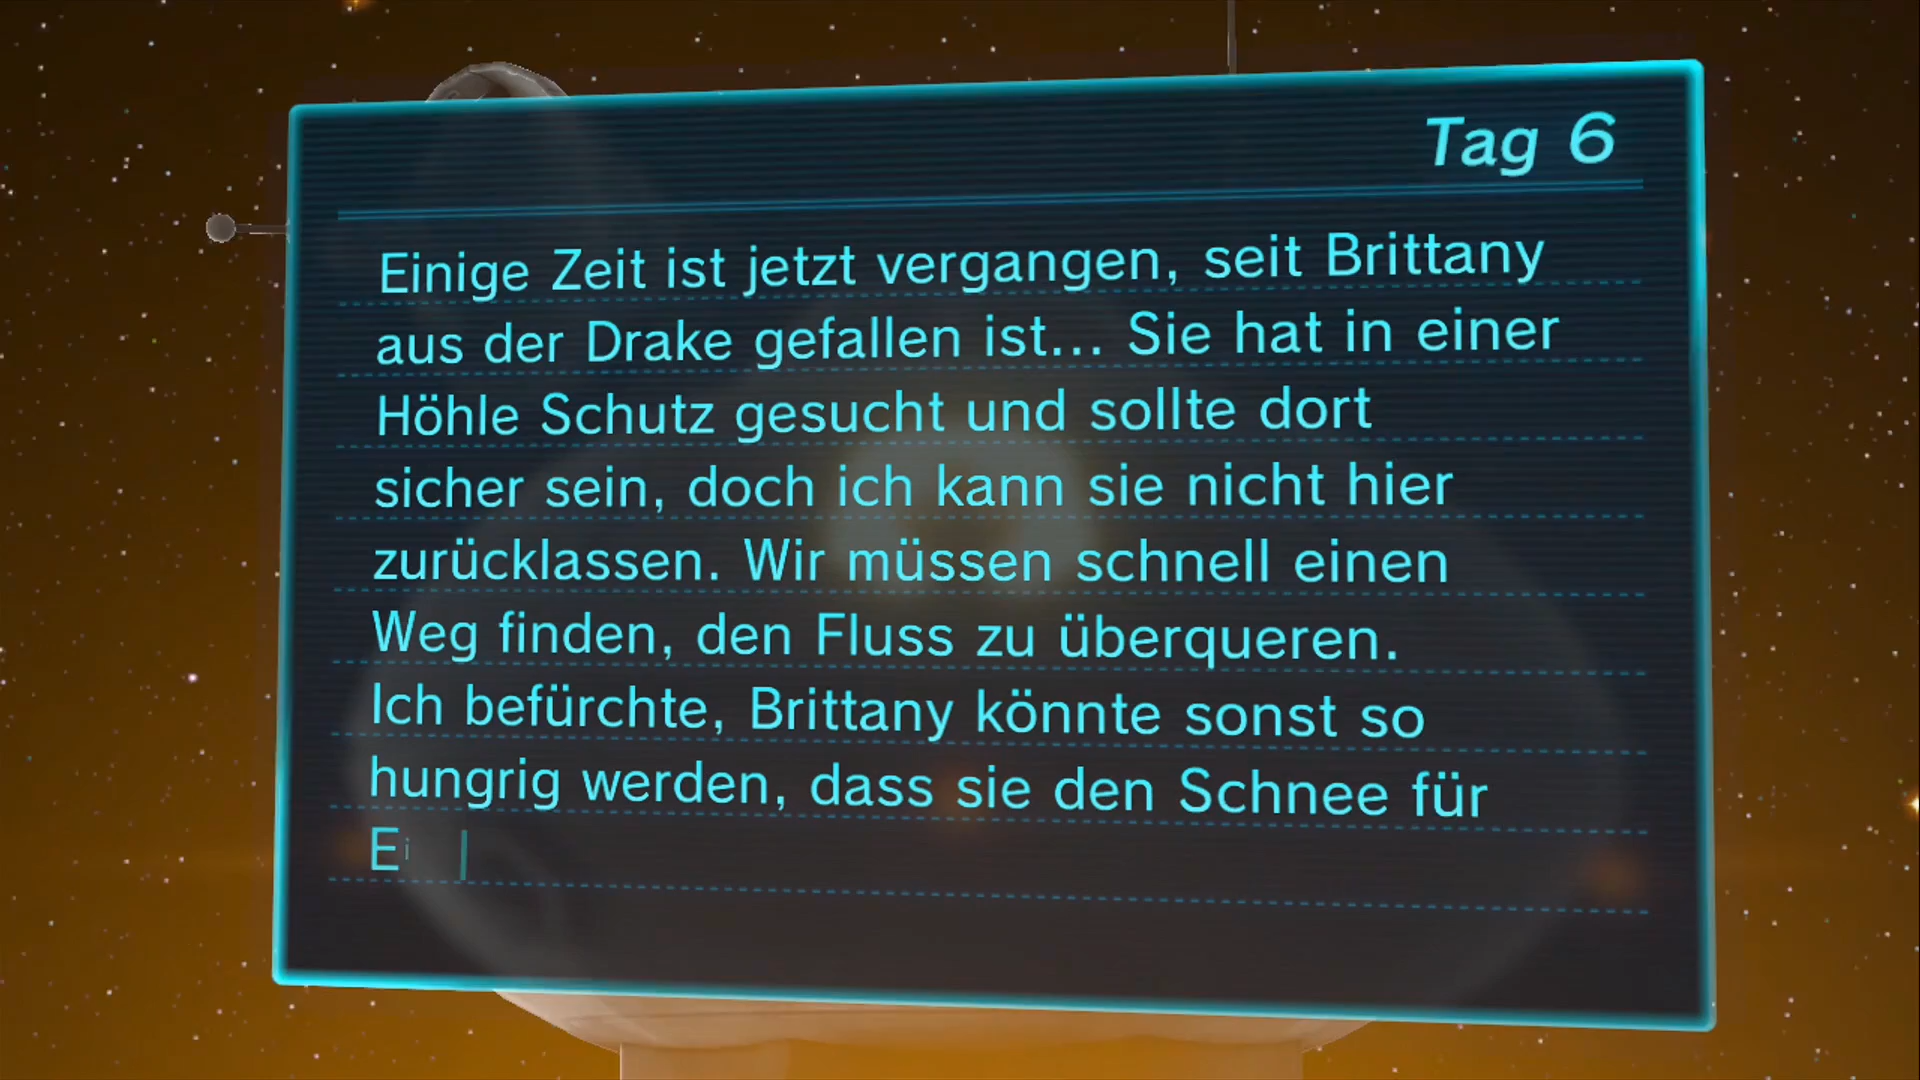 Tag 6
Einige Zeit ist jetzt vergangen, seit Brittany
aus der Drake gefallen ist... Sie hat in einer
Höhle Schutz gesucht und sollte dort
sicher sein, doch ich kann sie nicht hier
zurücklassen. Wir müssen schnell einen
Weg finden, den Fluss zu überqueren.
Ich befürchte, Brittany könnte sonst so
hungrig werden, dass sie den Schnee für
Ei